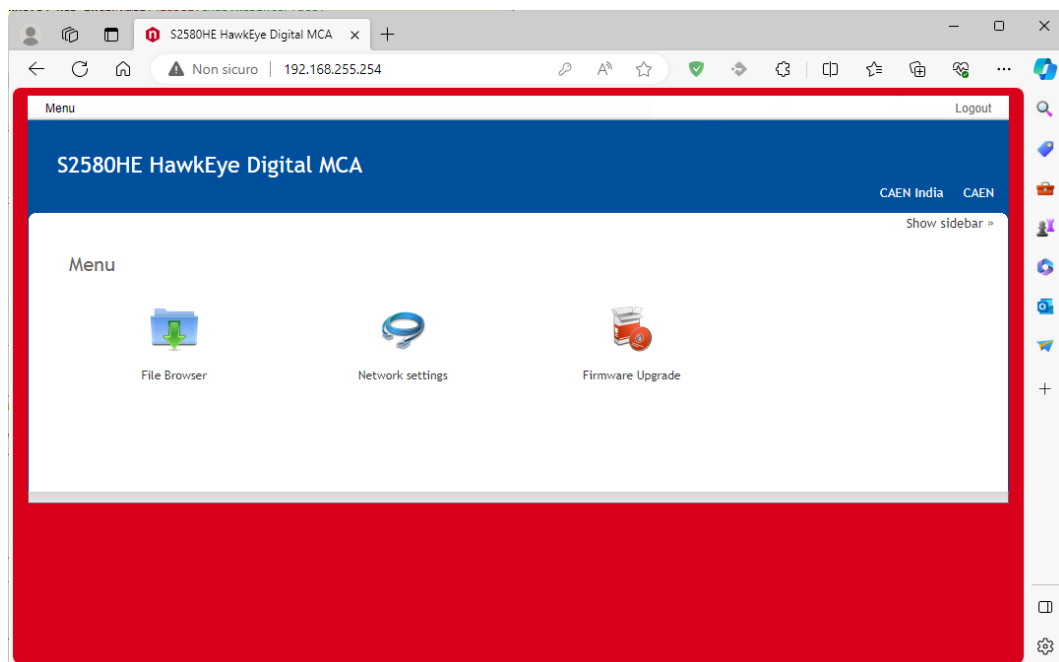 S2580HE HawkEye Digital MCA
Non sicuro 192.168.255.254
Menu Logout
S2580HE HawkEye Digital MCA
CAEN India CAEN
Show sidebar »
Menu
File Browser Network settings Firmware Upgrade